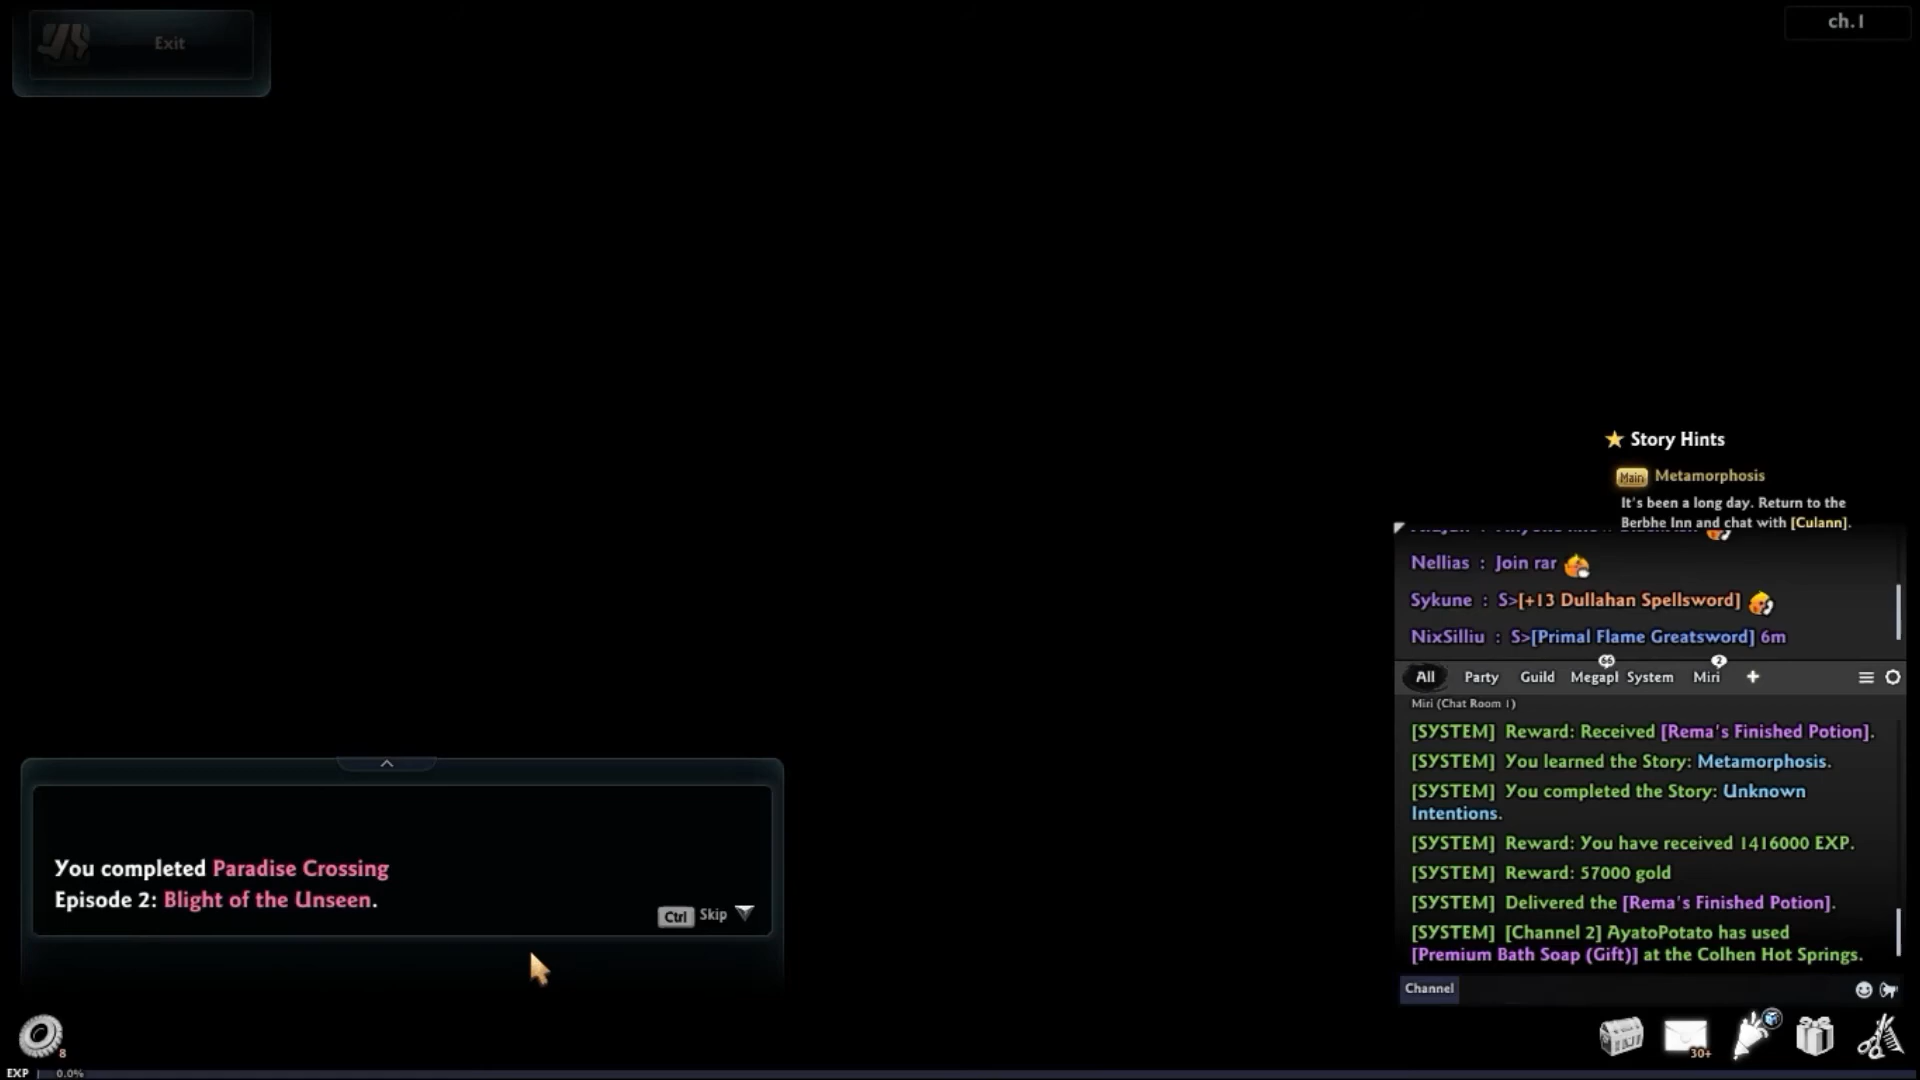 Exit
ch.1
Story Hints
Main Metamorphosis
It's been a long day. Return to the
Berbhe Inn and chat with [Culann].
Nellias : Join rar
Sykune : S>[+13 Dullahan Spellsword]
NixSilliu : S>[Primal Flame Greatsword] 6m
66 2
All Party Guild Megapl System Miri +
Miri (Chat Room 1)
[SYSTEM] Reward: Received [Rema's Finished Potion].
[SYSTEM] You learned the Story: Metamorphosis.
[SYSTEM] You completed the Story: Unknown
Intentions.
[SYSTEM] Reward: You have received 1416000 EXP.
[SYSTEM] Reward: 57000 gold
[SYSTEM] Delivered the [Rema's Finished Potion].
[SYSTEM] [Channel 2] AyatoPotato has used
[Premium Bath Soap (Gift)] at the Colhen Hot Springs.
Channel
You completed Paradise Crossing
Episode 2: Blight of the Unseen.
Ctrl Skip
8
30+
EXP 0.0%